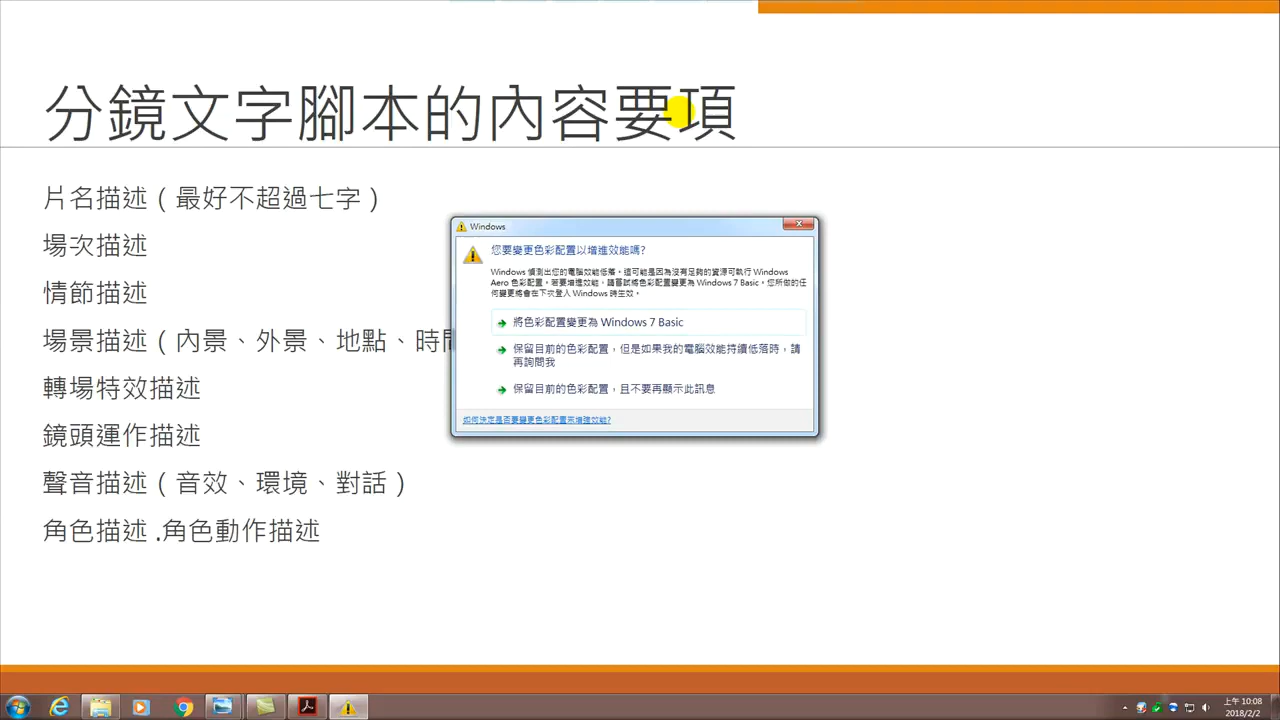 分鏡文字腳本的內容要項
片名描述（最好不超過七字）
場次描述
情節描述
場景描述（內景、外景、地點、時間
轉場特效描述
鏡頭運作描述
聲音描述（音效、環境、對話）
角色描述 .角色動作描述
Windows
您要變更色彩配置以增進效能嗎?
Windows 偵測出您的電腦效能低落。這可能是因為沒有足夠的資源可執行 Windows
Aero 色彩配置。若要增進效能，請嘗試將色彩配置變更為 Windows 7 Basic。您所做的任
何變更將會在下次登入 Windows 時生效。
將色彩配置變更為 Windows 7 Basic
保留目前的色彩配置，但是如果我的電腦效能持續低落時，請
再詢問我
保留目前的色彩配置，且不要再顯示此訊息
如何決定是否要變更色彩配置來增進效能?
上午 10:08
2018/2/2